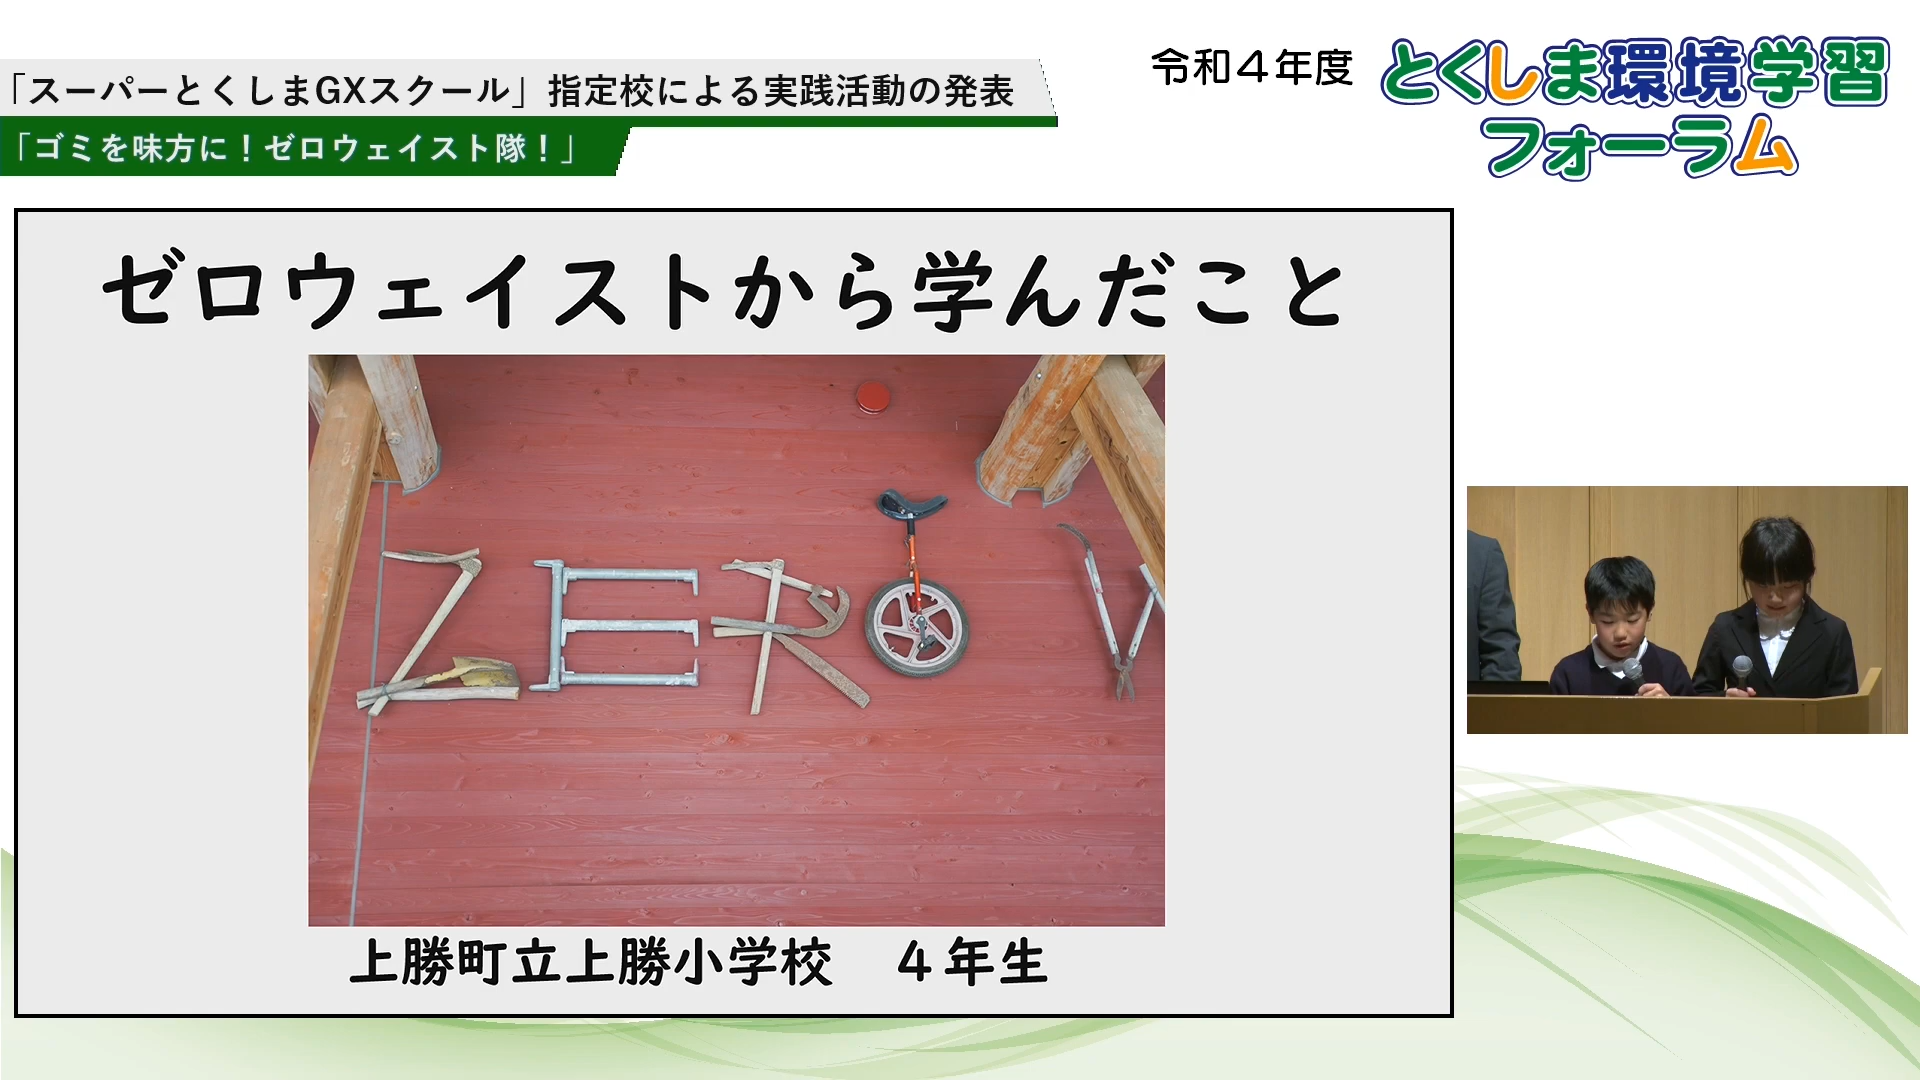 「スーパーとくしまGXスクール」指定校による実践活動の発表
「ゴミを味方に！ゼロウェイスト隊！」
令和４年度
とくしま環境学習
フォーラム
ゼロウェイストから学んだこと
ZERO W
上勝町立上勝小学校　４年生